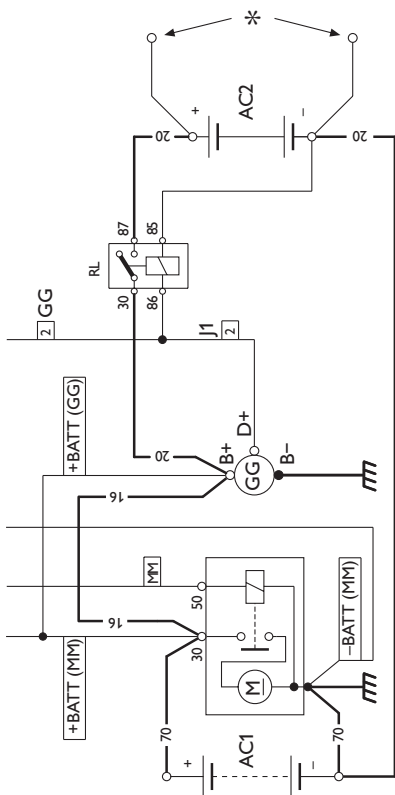 2 GG
+BATT (MM)
+BATT (GG)
RL
16
16
30
87
MM
86
85
70
20
20
30
50
J1
2
+
+
B+
D+
AC1
M
GG
AC2
*
B–
–
–
70
–BATT (MM)
20